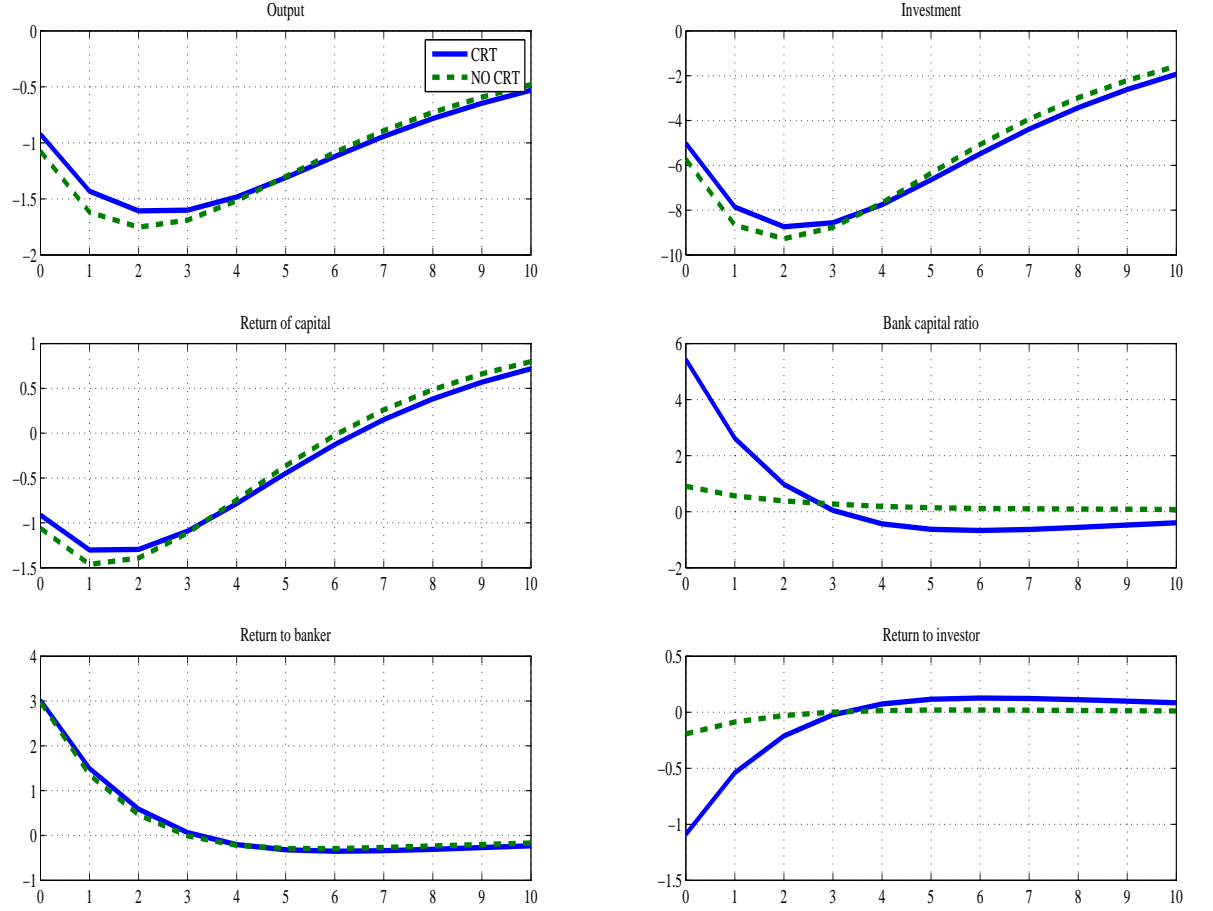 Output
0
−0.5
−1
−1.5
−2
0 1 2 3 4 5 6 7 8 9 10
CRT
NO CRT
Investment
0
−2
−4
−6
−8
−10
0 1 2 3 4 5 6 7 8 9 10
Return of capital
1
0.5
0
−0.5
−1
−1.5
0 1 2 3 4 5 6 7 8 9 10
Bank capital ratio
6
4
2
0
−2
0 1 2 3 4 5 6 7 8 9 10
Return to banker
4
3
2
1
0
−1
0 1 2 3 4 5 6 7 8 9 10
Return to investor
0.5
0
−0.5
−1
−1.5
0 1 2 3 4 5 6 7 8 9 10